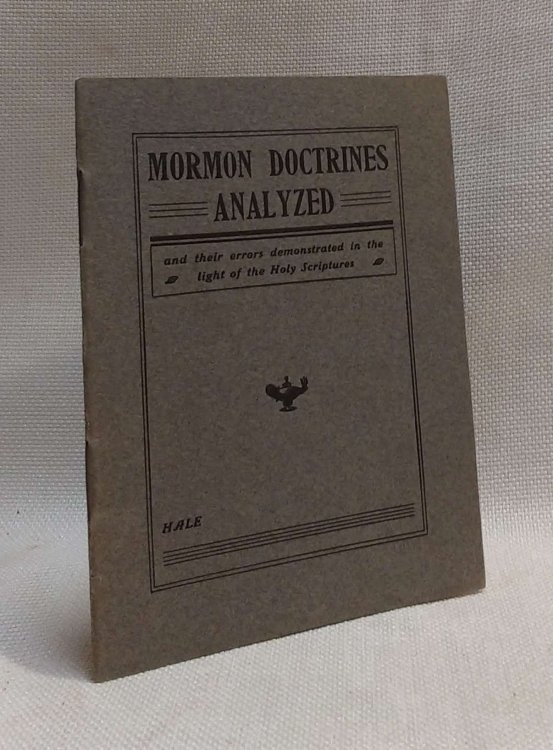 MORMON DOCTRINES
ANALYZED
and their errors demonstrated in the
light of the Holy Scriptures
HALE